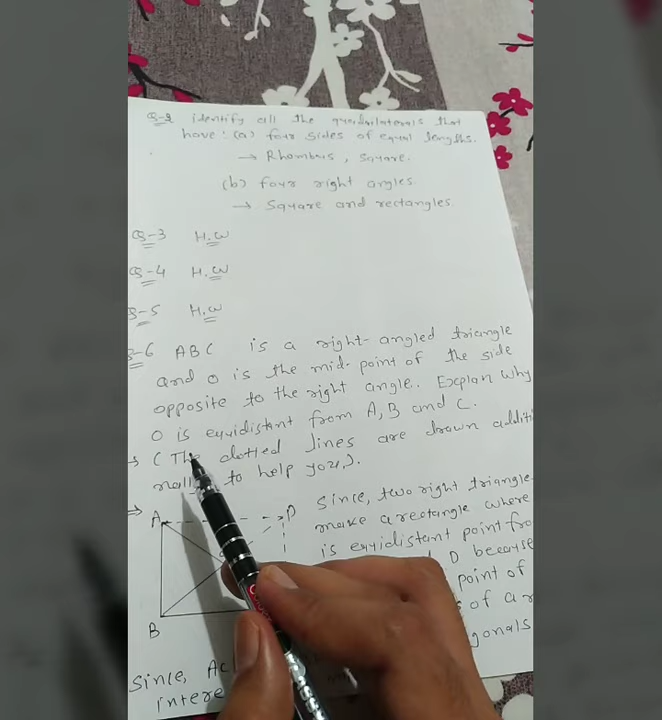 Q-2 identify all the quadrilaterals that
have: (a) four sides of equal lengths.
→ Rhombus, Square.
(b) four right angles.
→ Square and rectangles.
Q-3 H.W
Q-4 H.W
Q-5 H.W
Q-6 ABC is a right-angled triangle
and O is the mid-point of the side
opposite to the right angle. Explan why
O is equidistant from A, B and C.
→ (The dotted lines are drawn additi
nally to help you).
⇒ Since, two right triangle
make a rectangle where
A D
is equidistant point fro
D because
point of
s of a r
B
gonals
Since, AC
inter